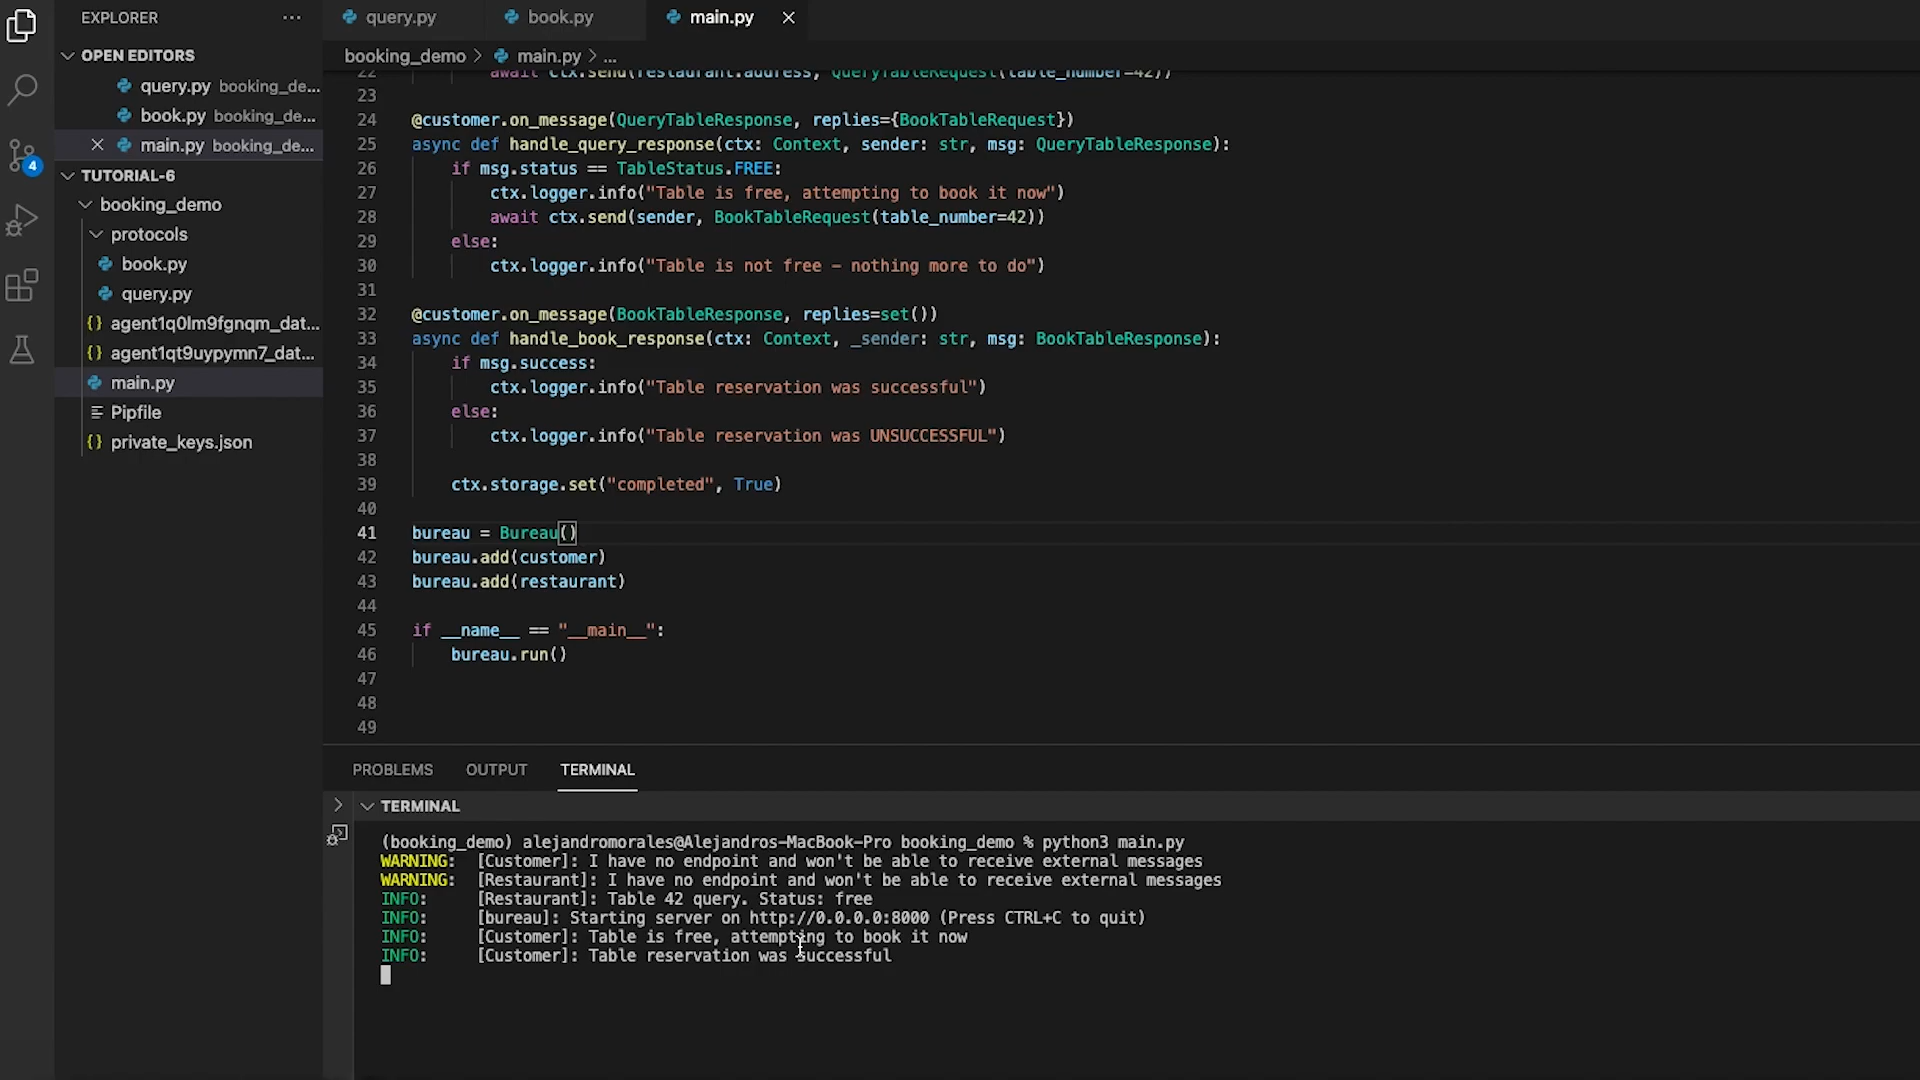 EXPLORER
OPEN EDITORS
query.py booking_de...
book.py booking_de...
main.py booking_de...
4
TUTORIAL-6
booking_demo
protocols
book.py
query.py
{} agent1q0lm9fgnqm_dat...
{} agent1qt9uypymn7_dat...
main.py
Pipfile
{} private_keys.json
query.py book.py main.py
booking_demo > main.py > ...
22 await ctx.send(restaurant.address, QueryTableRequest(table_number=42))
23
24 @customer.on_message(QueryTableResponse, replies={BookTableRequest})
25 async def handle_query_response(ctx: Context, sender: str, msg: QueryTableResponse):
26 if msg.status == TableStatus.FREE:
27 ctx.logger.info("Table is free, attempting to book it now")
28 await ctx.send(sender, BookTableRequest(table_number=42))
29 else:
30 ctx.logger.info("Table is not free – nothing more to do")
31
32 @customer.on_message(BookTableResponse, replies=set())
33 async def handle_book_response(ctx: Context, _sender: str, msg: BookTableResponse):
34 if msg.success:
35 ctx.logger.info("Table reservation was successful")
36 else:
37 ctx.logger.info("Table reservation was UNSUCCESSFUL")
38
39 ctx.storage.set("completed", True)
40
41 bureau = Bureau()
42 bureau.add(customer)
43 bureau.add(restaurant)
44
45 if __name__ == "__main__":
46 bureau.run()
47
48
49
PROBLEMS OUTPUT TERMINAL
TERMINAL
(booking_demo) alejandromorales@Alejandros-MacBook-Pro booking_demo % python3 main.py
WARNING: [Customer]: I have no endpoint and won't be able to receive external messages
WARNING: [Restaurant]: I have no endpoint and won't be able to receive external messages
INFO: [Restaurant]: Table 42 query. Status: free
INFO: [bureau]: Starting server on http://0.0.0.0:8000 (Press CTRL+C to quit)
INFO: [Customer]: Table is free, attempting to book it now
INFO: [Customer]: Table reservation was successful